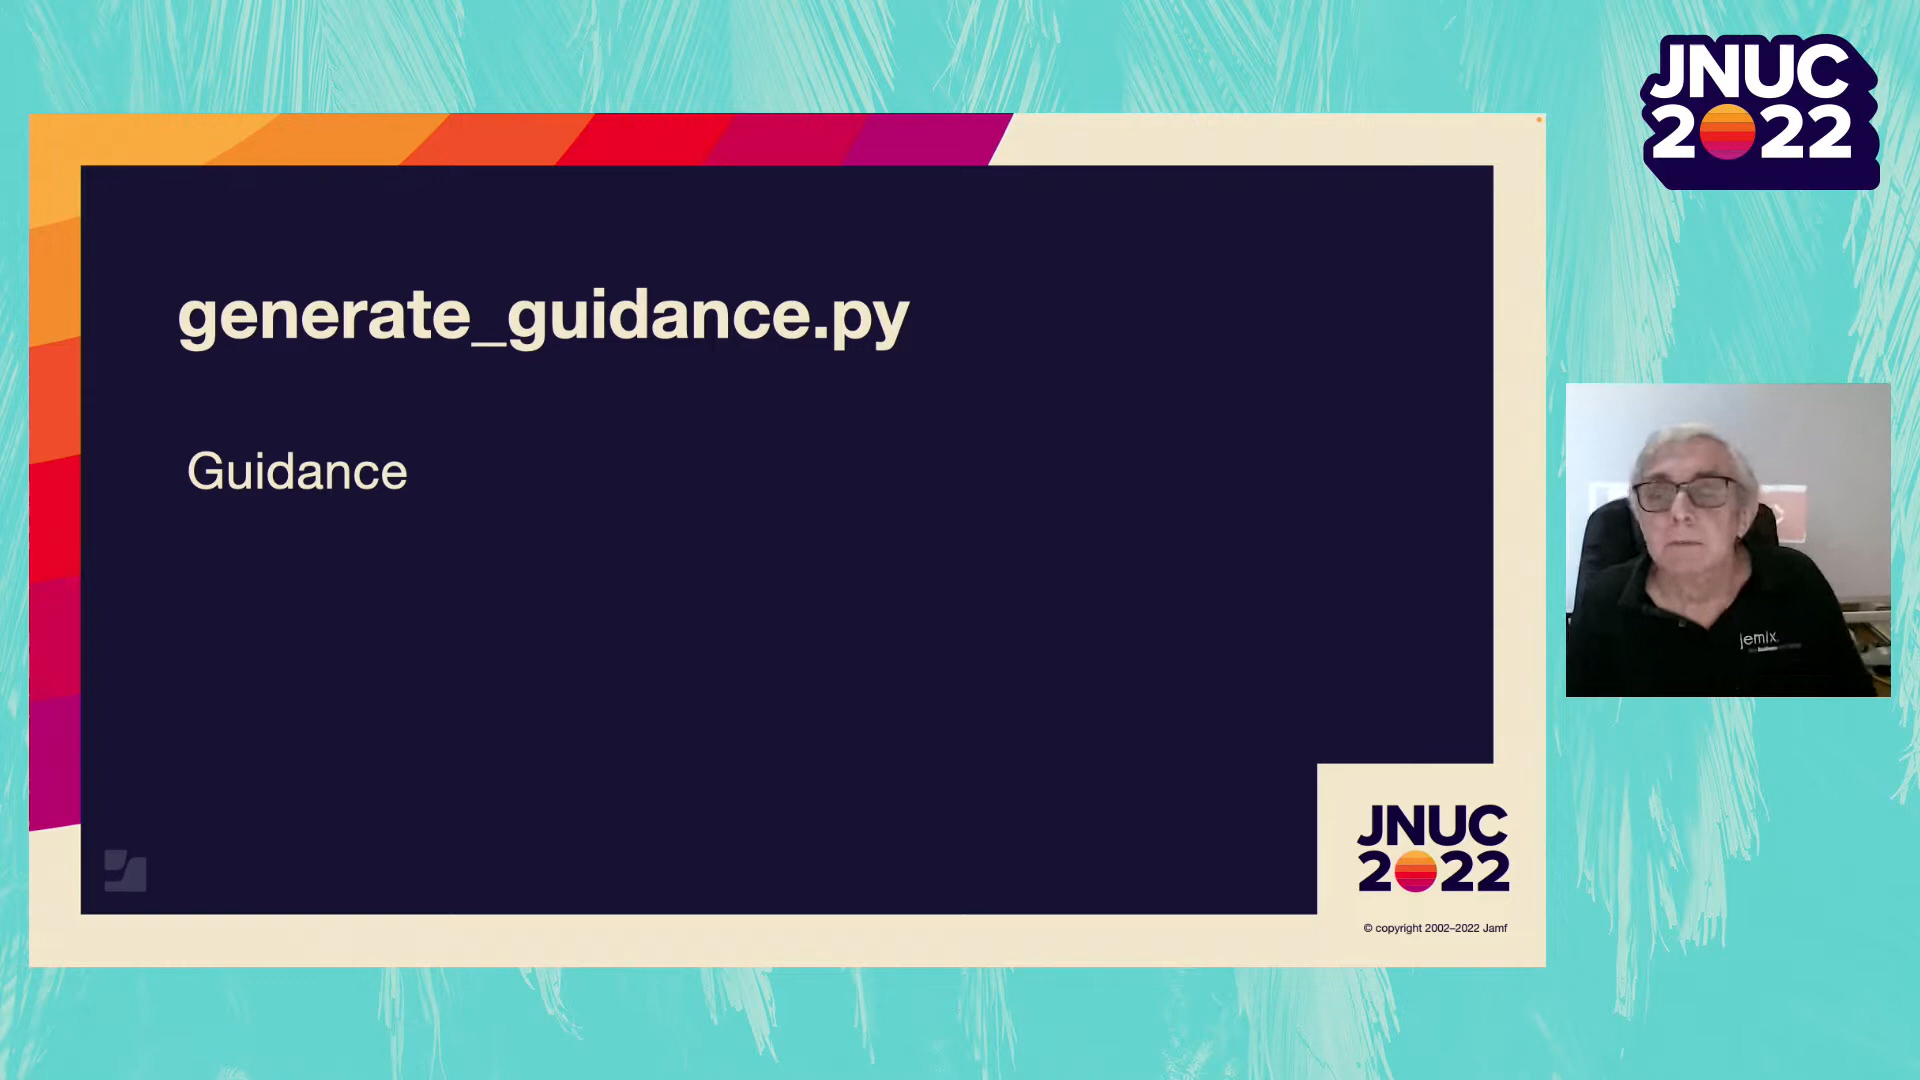 JNUC
2022
generate_guidance.py
Guidance
jemix.
JNUC
2022
© copyright 2002–2022 Jamf